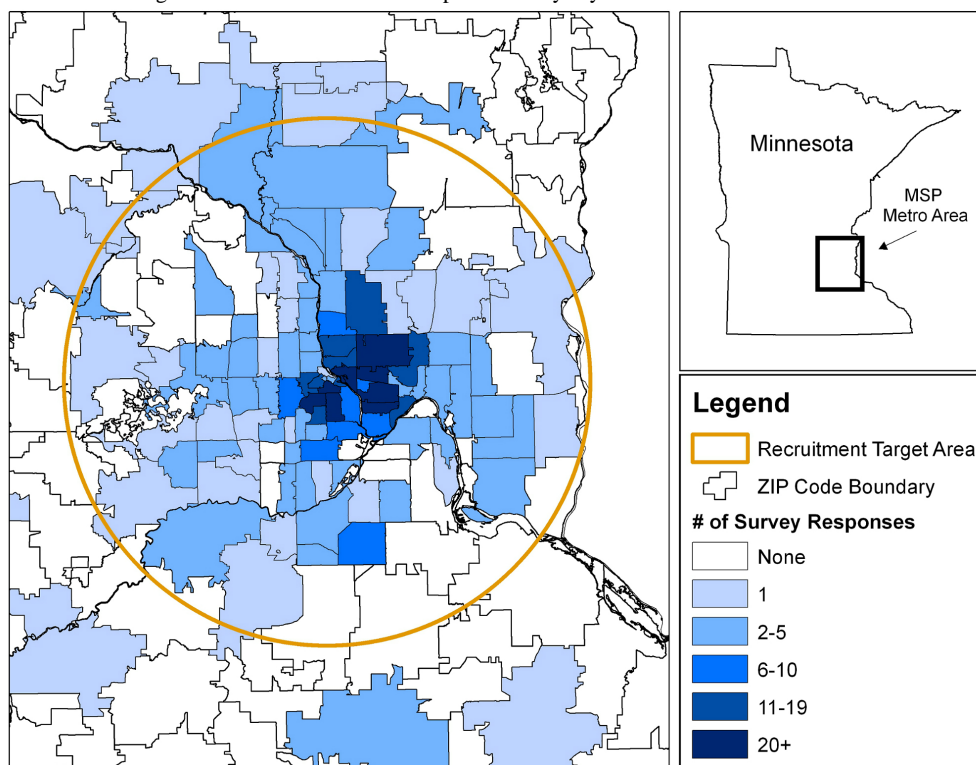 Minnesota
MSP
Metro Area
Legend
Recruitment Target Area
ZIP Code Boundary
# of Survey Responses
None
1
2-5
6-10
11-19
20+